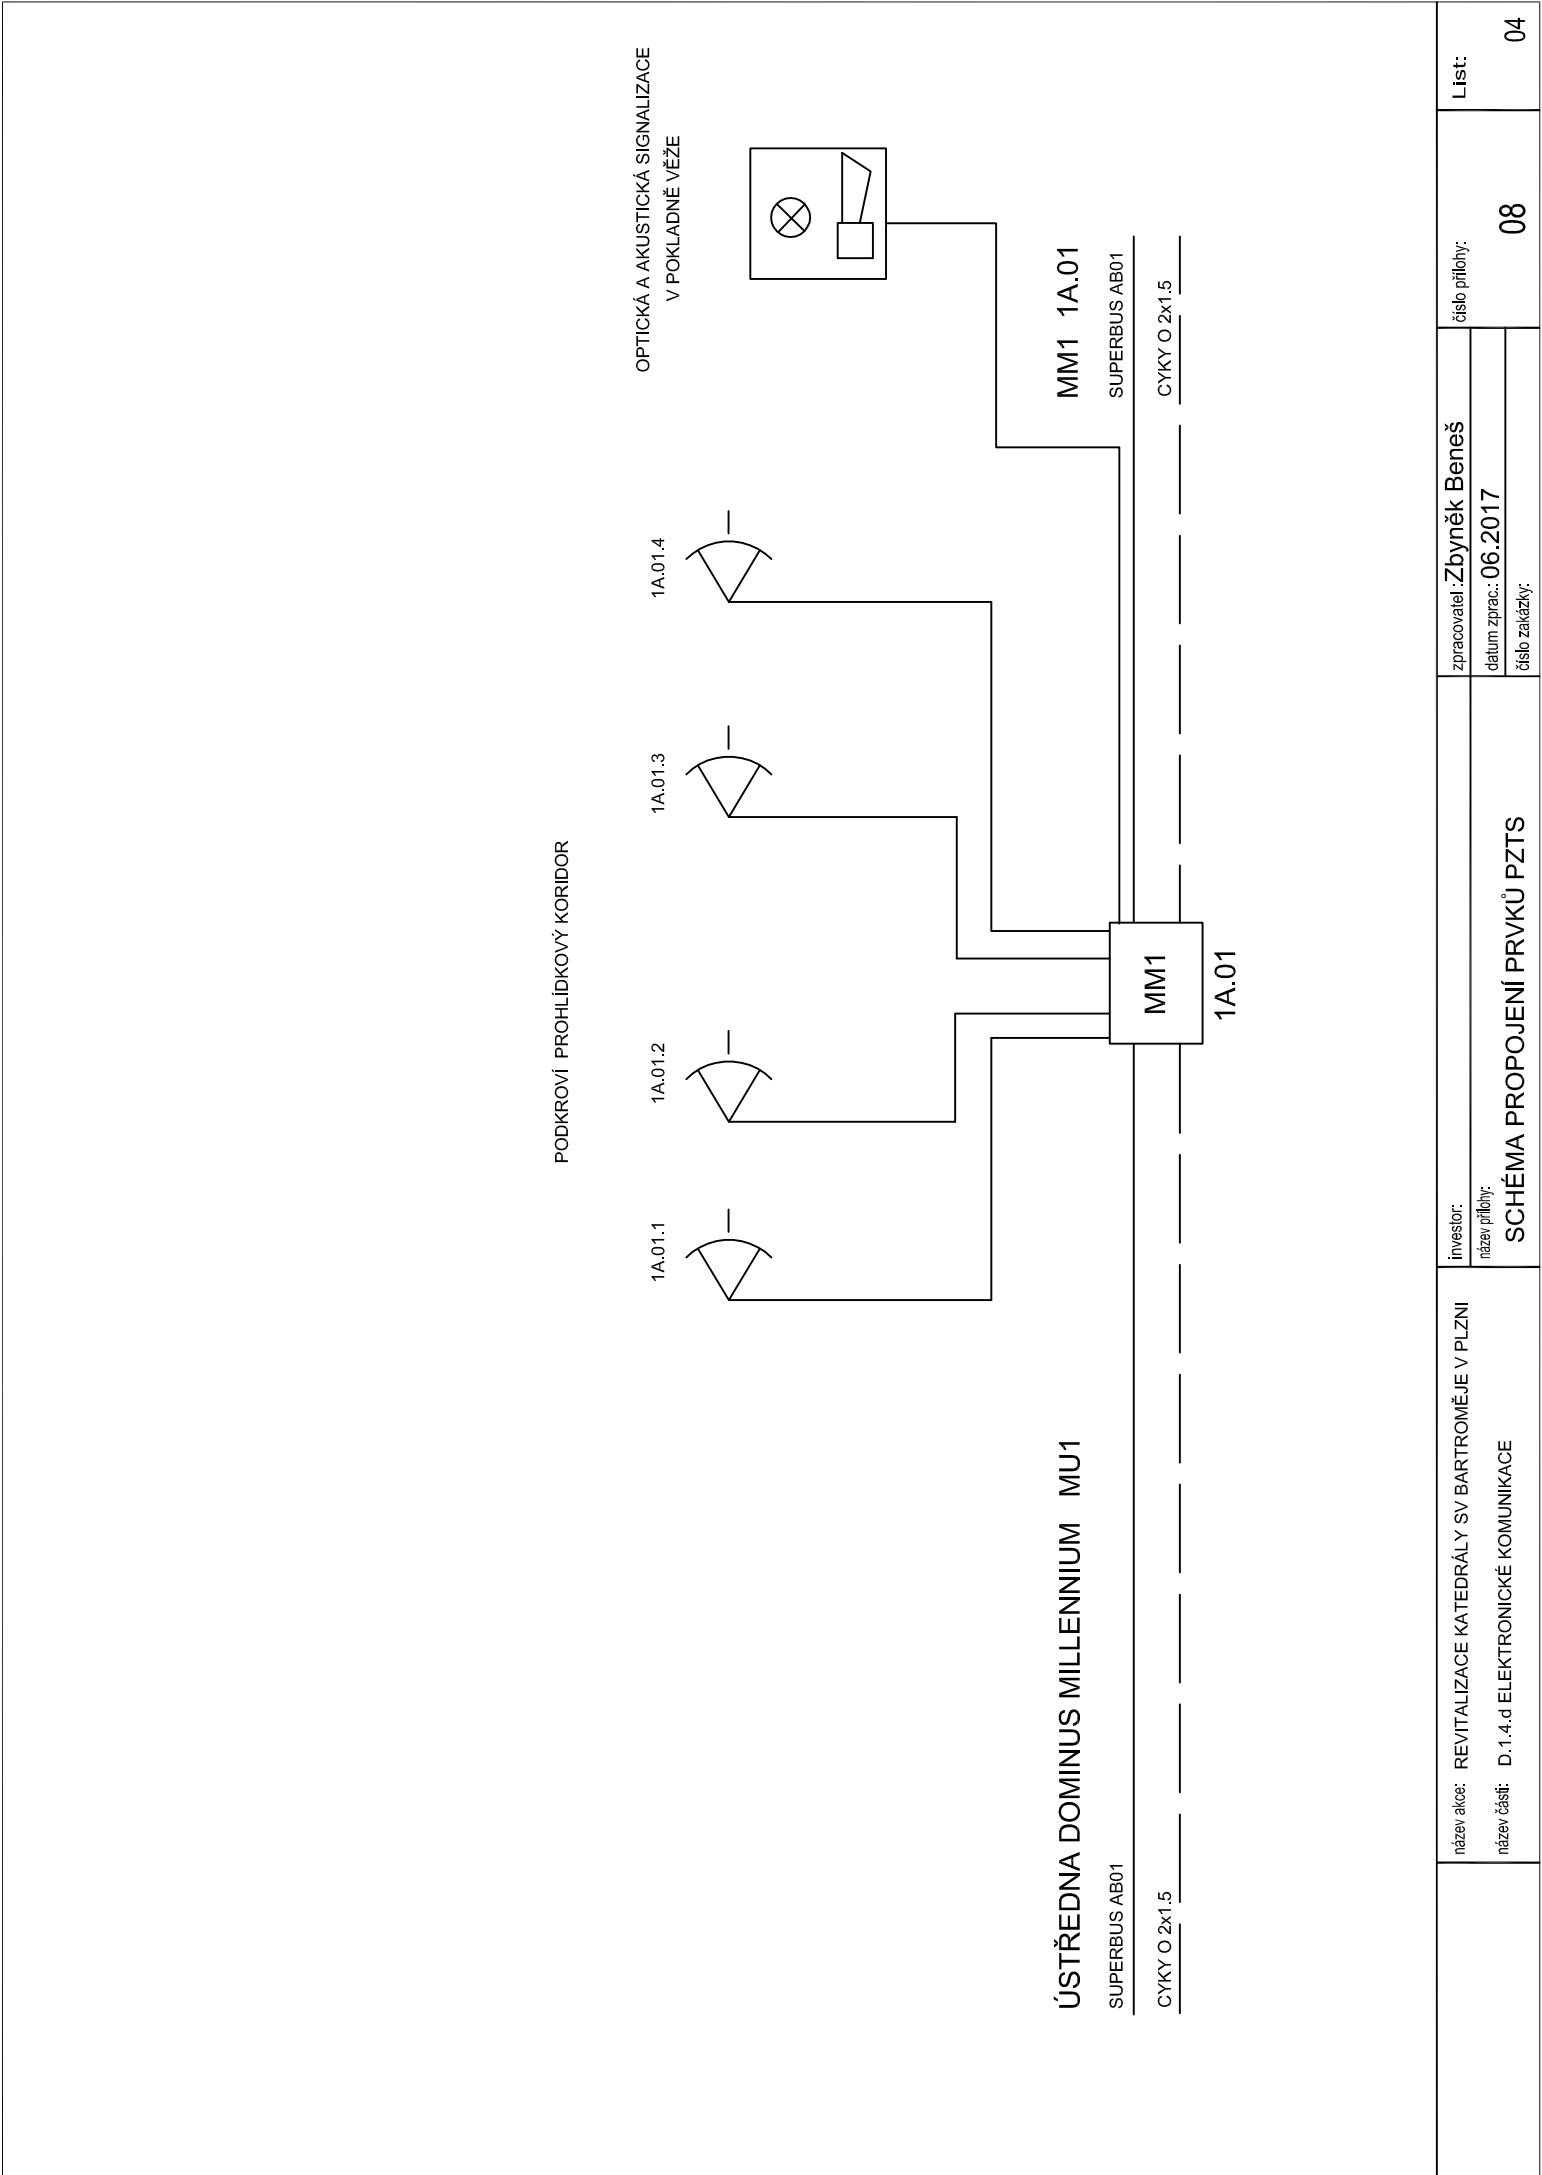 PODKROVÍ PROHLÍDKOVÝ KORIDOR
OPTICKÁ A AKUSTICKÁ SIGNALIZACE
V POKLADNĚ VĚŽE
1A.01.1
1A.01.2
1A.01.3
1A.01.4
ÚSTŘEDNA DOMINUS MILLENNIUM MU1
MM1 1A.01
SUPERBUS AB01
SUPERBUS AB01
CYKY O 2x1.5
CYKY O 2x1.5
MM1
1A.01
název akce: REVITALIZACE KATEDRÁLY SV BARTROMĚJE V PLZNI
název části: D.1.4.d ELEKTRONICKÉ KOMUNIKACE
investor:
název přílohy:
SCHÉMA PROPOJENÍ PRVKŮ PZTS
zpracovatel: Zbyněk Beneš
datum zprac.: 06.2017
číslo zakázky:
číslo přílohy:
08
List:
04